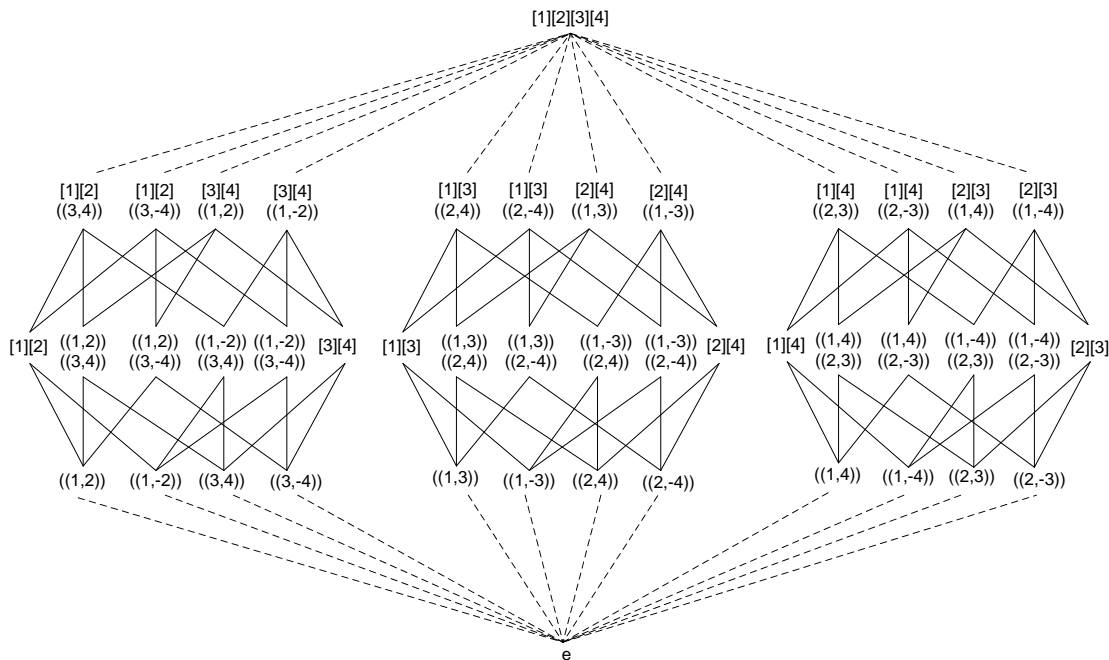 [1][2][3][4]
[1][2] [1][2] [3][4] [3][4] [1][3] [1][3] [2][4] [2][4] [1][4] [1][4] [2][3] [2][3]
((3,4)) ((3,-4)) ((1,2)) ((1,-2)) ((2,4)) ((2,-4)) ((1,3)) ((1,-3)) ((2,3)) ((2,-3)) ((1,4)) ((1,-4))
((1,2)) ((1,2)) ((1,-2)) ((1,-2)) ((1,3)) ((1,3)) ((1,-3)) ((1,-3)) ((1,4)) ((1,4)) ((1,-4)) ((1,-4))
[1][2] [3][4] [1][3] [2][4] [1][4] [2][3]
((3,4)) ((3,-4)) ((3,4)) ((3,-4)) ((2,4)) ((2,-4)) ((2,4)) ((2,-4)) ((2,3)) ((2,-3)) ((2,3)) ((2,-3))
((1,2)) ((1,-2)) ((3,4)) ((3,-4)) ((1,3)) ((1,-3)) ((2,4)) ((2,-4)) ((1,4)) ((1,-4)) ((2,3)) ((2,-3))
e